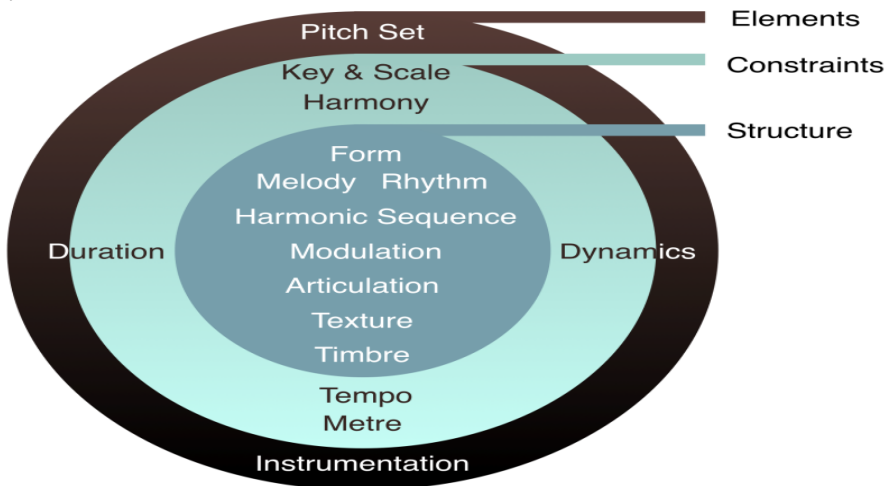 Pitch Set
Elements
Key & Scale
Constraints
Harmony
Structure
Form
Melody Rhythm
Harmonic Sequence
Duration
Modulation
Dynamics
Articulation
Texture
Timbre
Tempo
Metre
Instrumentation